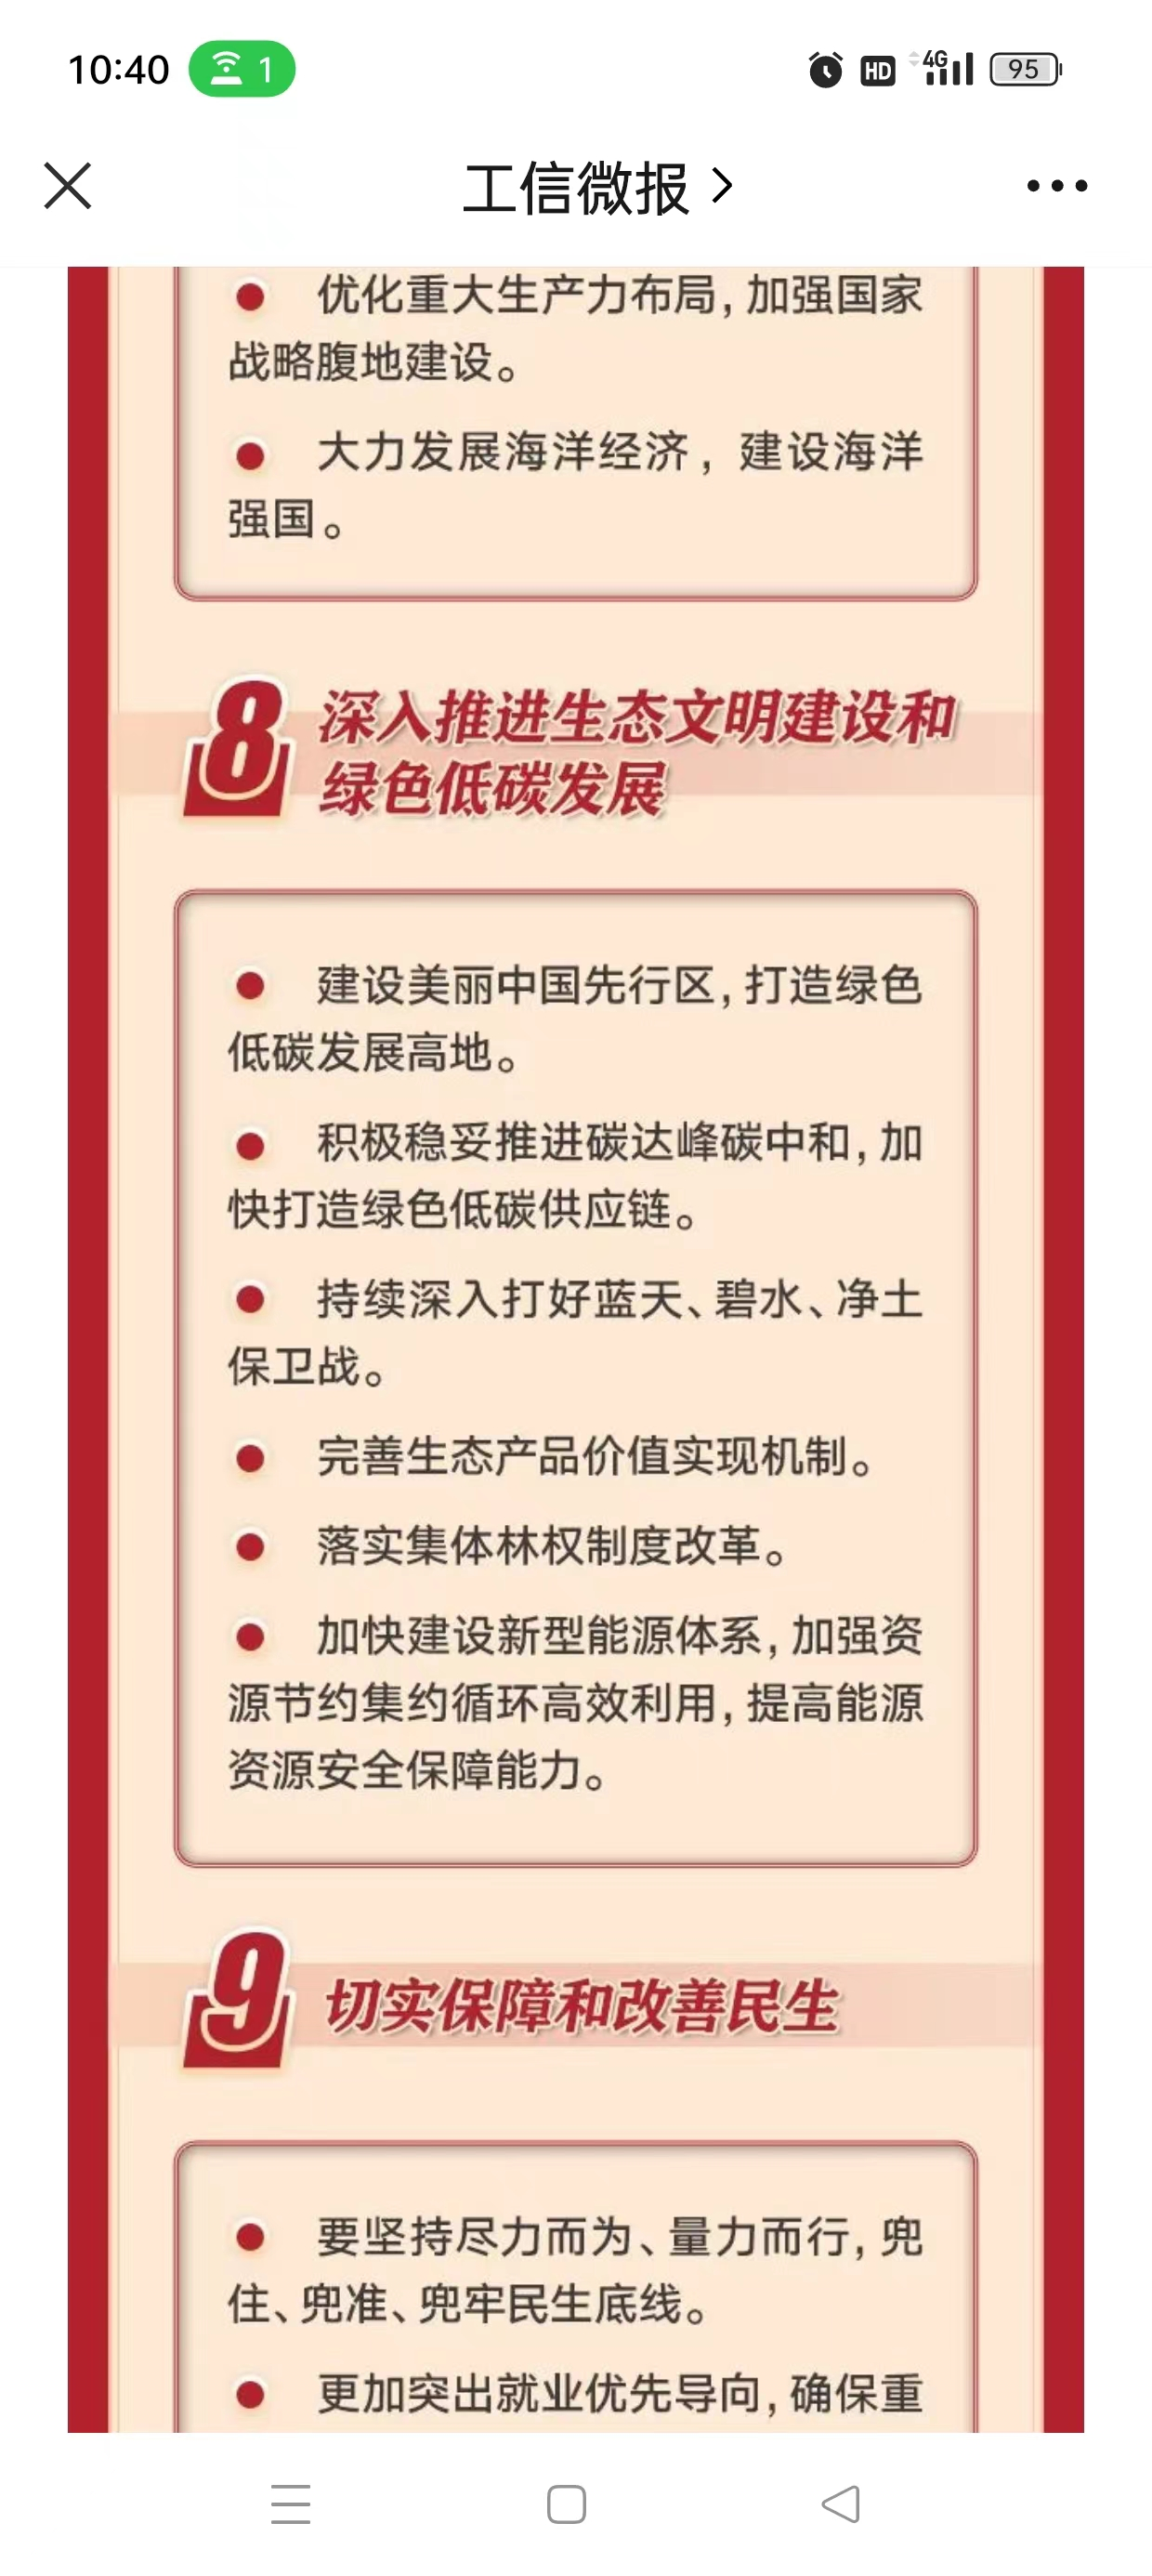 10:40
1
HD
4G
95
工信微报
优化重大生产力布局,加强国家
战略腹地建设。
大力发展海洋经济,建设海洋
强国。
8
深入推进生态文明建设和
绿色低碳发展
建设美丽中国先行区,打造绿色
低碳发展高地。
积极稳妥推进碳达峰碳中和,加
快打造绿色低碳供应链。
持续深入打好蓝天、碧水、净土
保卫战。
完善生态产品价值实现机制。
落实集体林权制度改革。
加快建设新型能源体系,加强资
源节约集约循环高效利用,提高能源
资源安全保障能力。
9
切实保障和改善民生
要坚持尽力而为、量力而行,兜
住、兜准、兜牢民生底线。
更加突出就业优先导向,确保重